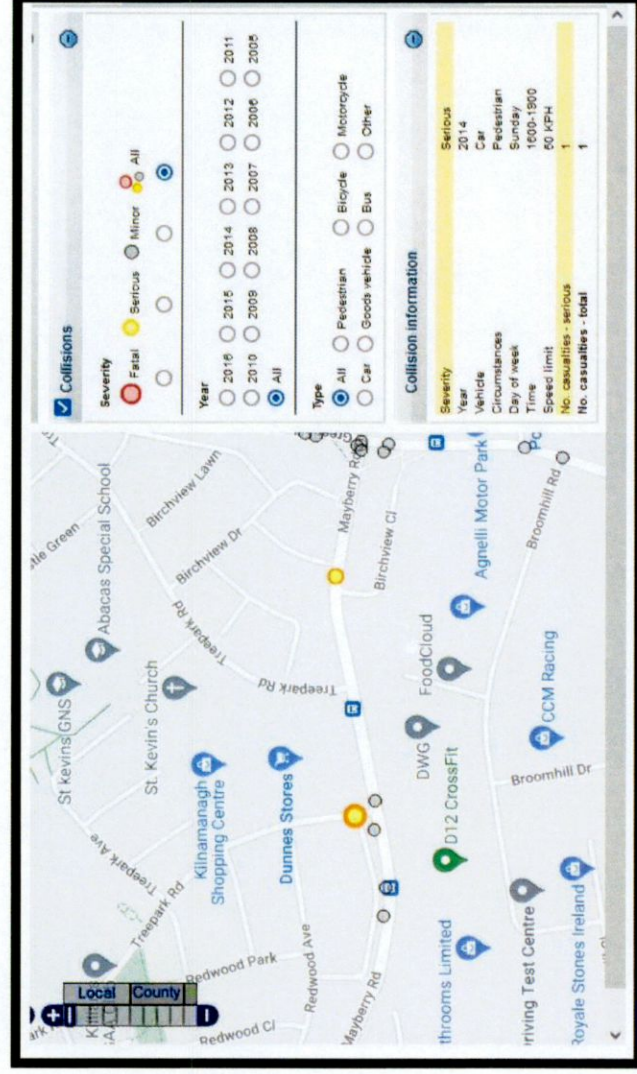 Local
County
St kevins GNS
Abacas Special School
St. Kevin's Church
Kilnamanagh
Shopping Centre
Dunnes Stores
Treepark Ave
Treepark Rd
Treepark Rd
Treepark Rd
Birchview Dr
Birchview Lawn
Redwood Park
Redwood Ave
Redwood Cl
Mayberry Rd
Mayberry Rd
Birchview Cl
DWG
FoodCloud
D12 CrossFit
Agnelli Motor Park
Broomhill Rd
Broomhill Dr
CCM Racing
throoms Limited
riving Test Centre
Royale Stones Ireland
Collisions
Severity
Fatal Serious Minor All
Year
2016 2015 2014 2013 2012 2011
2010 2009 2008 2007 2006 2005
All
Type
All Pedestrian Bicycle Motorcycle
Car Goods vehicle Bus Other
Collision information
Severity Serious
Year 2014
Vehicle Car
Circumstances Pedestrian
Day of week Sunday
Time 1600-1900
Speed limit 50 KPH
No. casualties - serious 1
No. casualties - total 1